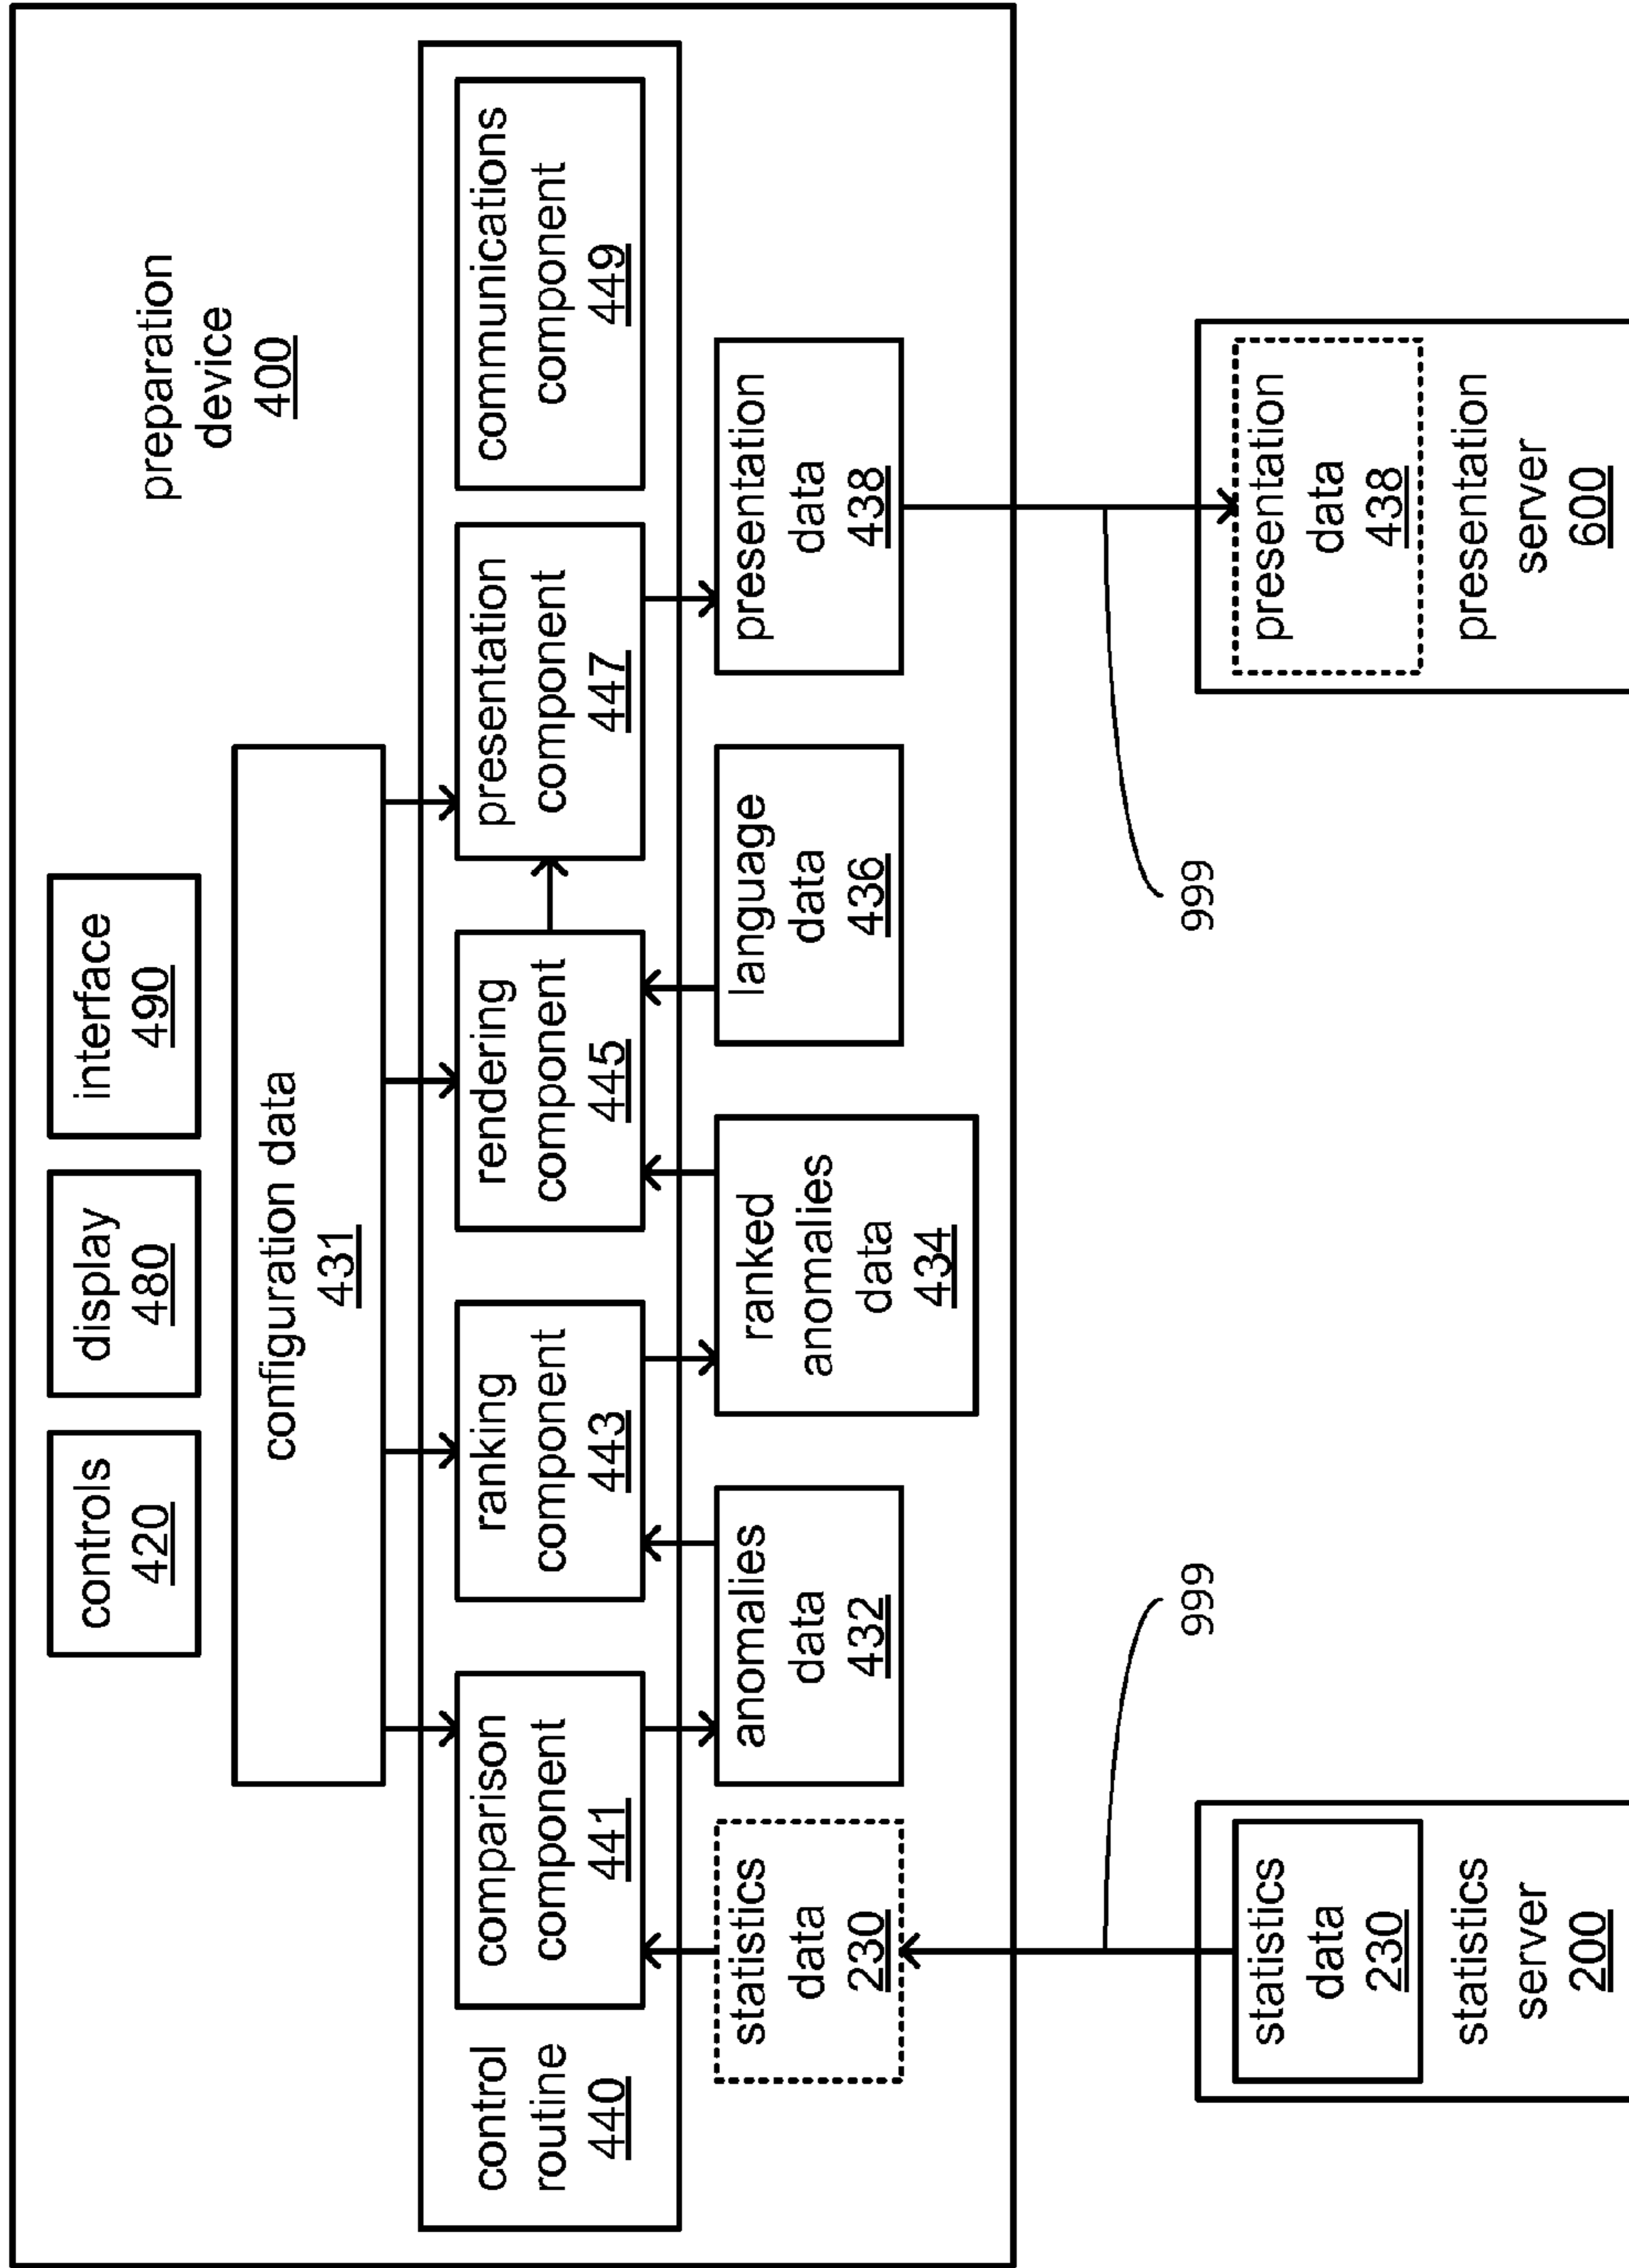 preparation
device
400
controls
420
display
480
interface
490
configuration data
431
control
routine
440
comparison
component
441
ranking
component
443
rendering
component
445
presentation
component
447
communications
component
449
statistics
data
230
anomalies
data
432
ranked
anomalies
data
434
language
data
436
presentation
data
438
999
999
statistics
data
230
statistics
server
200
presentation
data
438
presentation
server
600